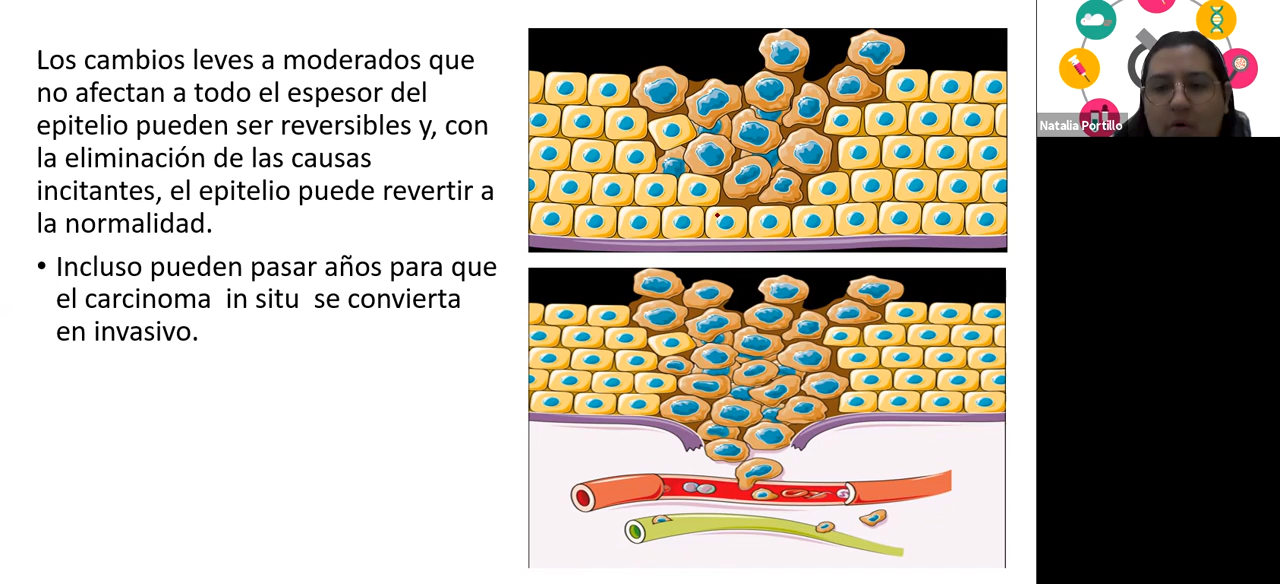 Los cambios leves a moderados que
no afectan a todo el espesor del
epitelio pueden ser reversibles y, con
la eliminación de las causas
incitantes, el epitelio puede revertir a
la normalidad.
• Incluso pueden pasar años para que
el carcinoma in situ se convierta
en invasivo.
Natalia Portillo